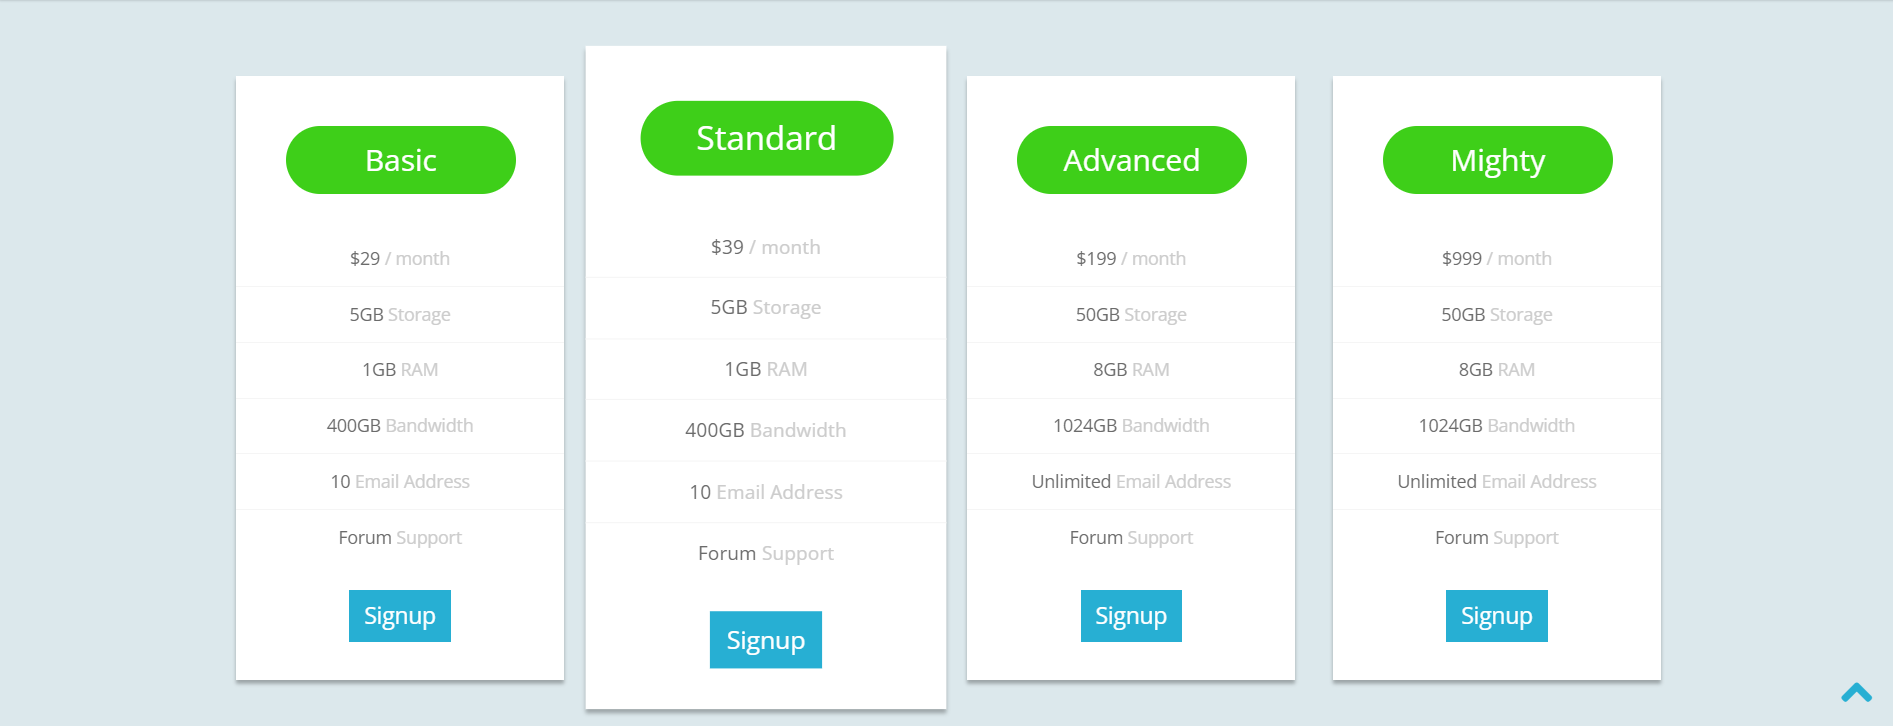 Basic
$29 / month
5GB Storage
1GB RAM
400GB Bandwidth
10 Email Address
Forum Support
Signup
Standard
$39 / month
5GB Storage
1GB RAM
400GB Bandwidth
10 Email Address
Forum Support
Signup
Advanced
$199 / month
50GB Storage
8GB RAM
1024GB Bandwidth
Unlimited Email Address
Forum Support
Signup
Mighty
$999 / month
50GB Storage
8GB RAM
1024GB Bandwidth
Unlimited Email Address
Forum Support
Signup